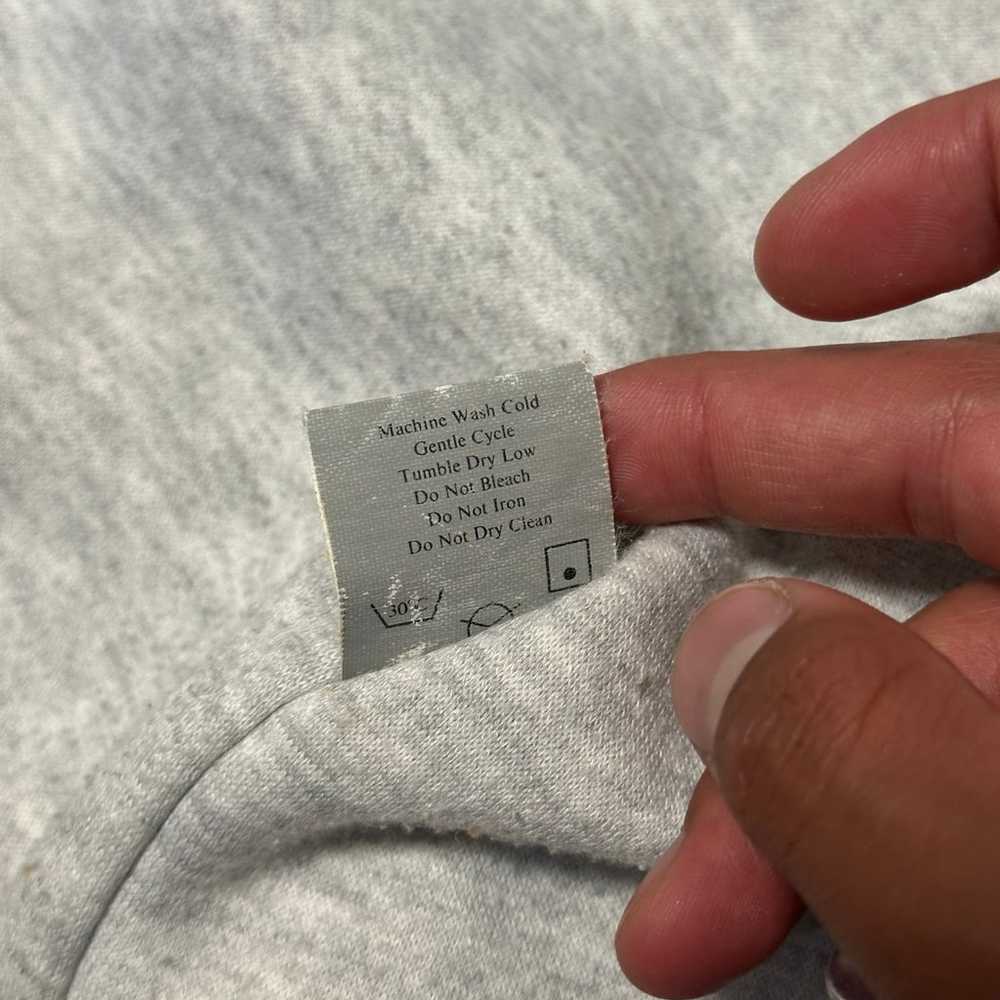 Machine Wash Cold
Gentle Cycle
Tumble Dry Low
Do Not Bleach
Do Not Iron
Do Not Dry Clean
30°C